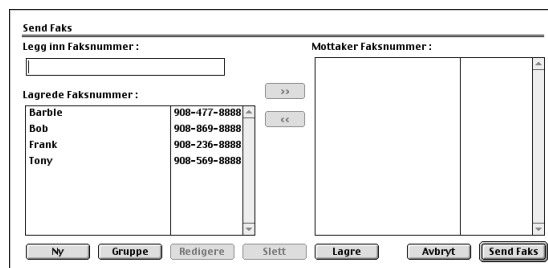 Send Faks
Legg inn Faksnummer :
Mottaker Faksnummer :
>>
<<
Lagrede Faksnummer :
Barble 908-477-8888
Bob 908-869-8888
Frank 908-236-8888
Tony 908-569-8888
Ny Gruppe Redigere Slett Lagre Avbryt Send Faks